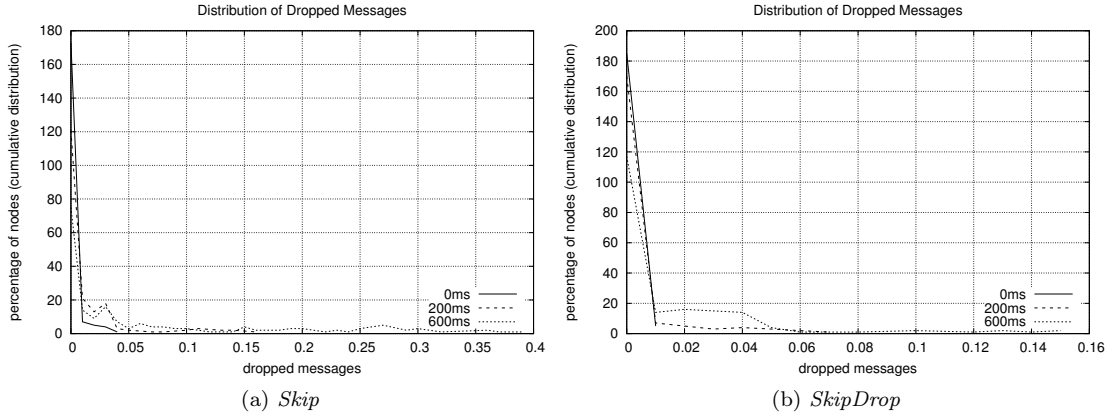 Distribution of Dropped Messages
percentage of nodes (cumulative distribution)
180
160
140
120
100
80
60
40
20
0
0 0.05 0.1 0.15 0.2 0.25 0.3 0.35 0.4
dropped messages
0ms
200ms
600ms
(a) Skip
Distribution of Dropped Messages
percentage of nodes (cumulative distribution)
200
180
160
140
120
100
80
60
40
20
0
0 0.02 0.04 0.06 0.08 0.10 0.12 0.14 0.16
dropped messages
0ms
200ms
600ms
(b) SkipDrop